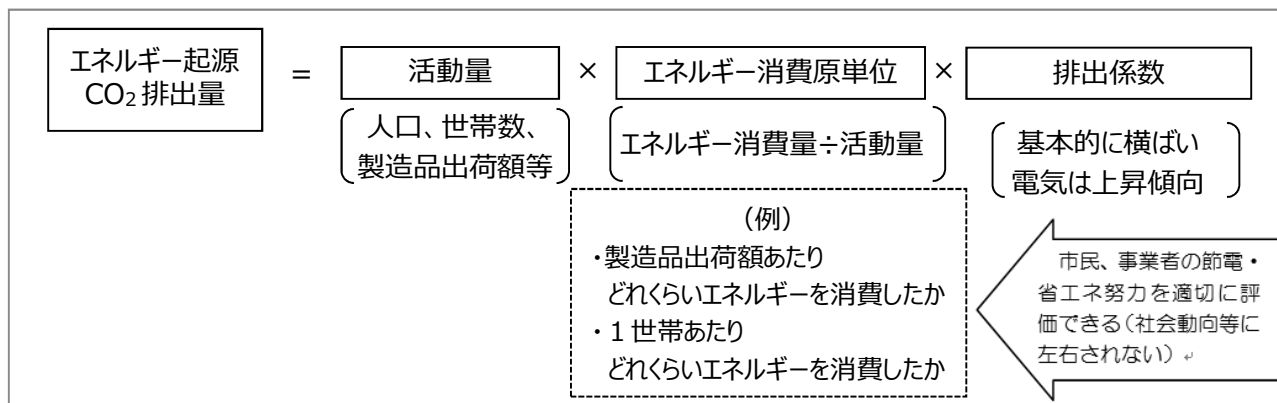 エネルギー起源
CO₂排出量
=
活動量
×
エネルギー消費原単位
×
排出係数
人口、世帯数、
製造品出荷額等
エネルギー消費量÷活動量
基本的に横ばい
電気は上昇傾向
（例）
・製造品出荷額あたり
どれくらいエネルギーを消費したか
・１世帯あたり
どれくらいエネルギーを消費したか
市民、事業者の節電・
省エネ努力を適切に評
価できる（社会動向等に
左右されない）↵